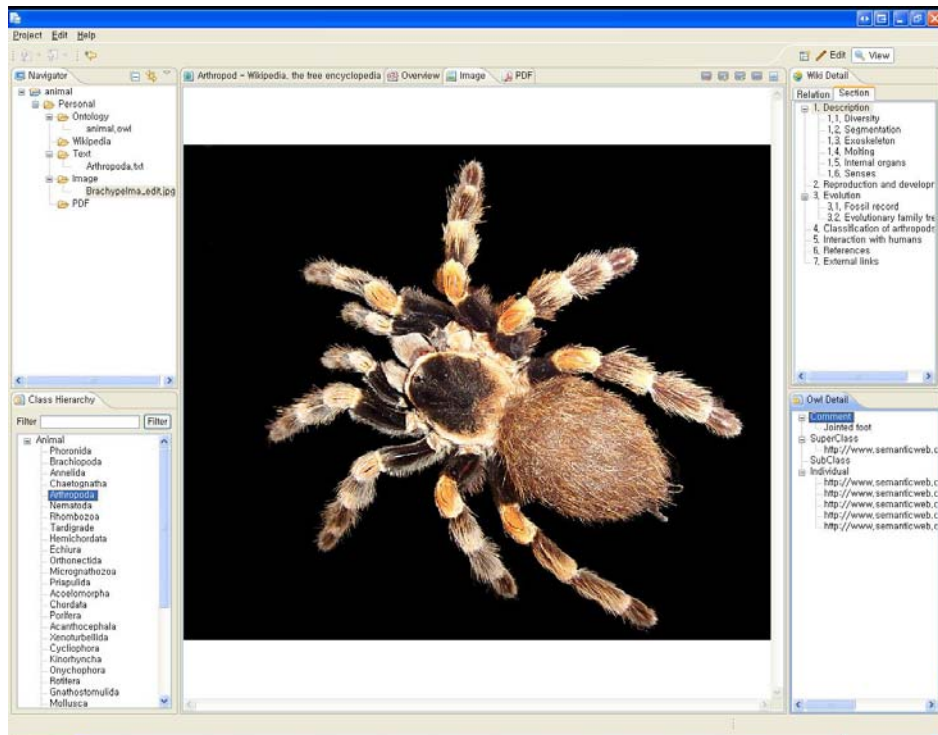 Project Edit Help
Edit View
Navigator
animal
Personal
Ontology
animal.owl
Wikipedia
Text
Arthropoda.txt
Image
Brachypelma_edit.jpg
PDF
Arthropod - Wikipedia, the free encyclopedia Overview Image PDF
Wiki Detail
Relation Section
1. Description
1.1. Diversity
1.2. Segmentation
1.3. Exoskeleton
1.4. Molting
1.5. Internal organs
1.6. Senses
2. Reproduction and developr
3. Evolution
3.1. Fossil record
3.2. Evolutionary family tre
4. Classification of arthropods
5. Interaction with humans
6. References
7. External links
Class Hierarchy
Filter Filter
Animal
Phoronida
Brachiopoda
Annelida
Chaetognatha
Arthropoda
Nematoda
Rhombozoa
Tardigrade
Hemichordata
Echiura
Orthonectida
Micrognathozoa
Priapulida
Acoelomorpha
Chordata
Porifera
Acanthocephala
Xenoturbellida
Cycliophora
Kinorhyncha
Onychophora
Rotifera
Gnathostomulida
Mollusca
Owl Detail
Comment
Jointed foot
SuperClass
http://www.semanticweb.c
SubClass
Individual
http://www.semanticweb.c
http://www.semanticweb.c
http://www.semanticweb.c
http://www.semanticweb.c
http://www.semanticweb.c